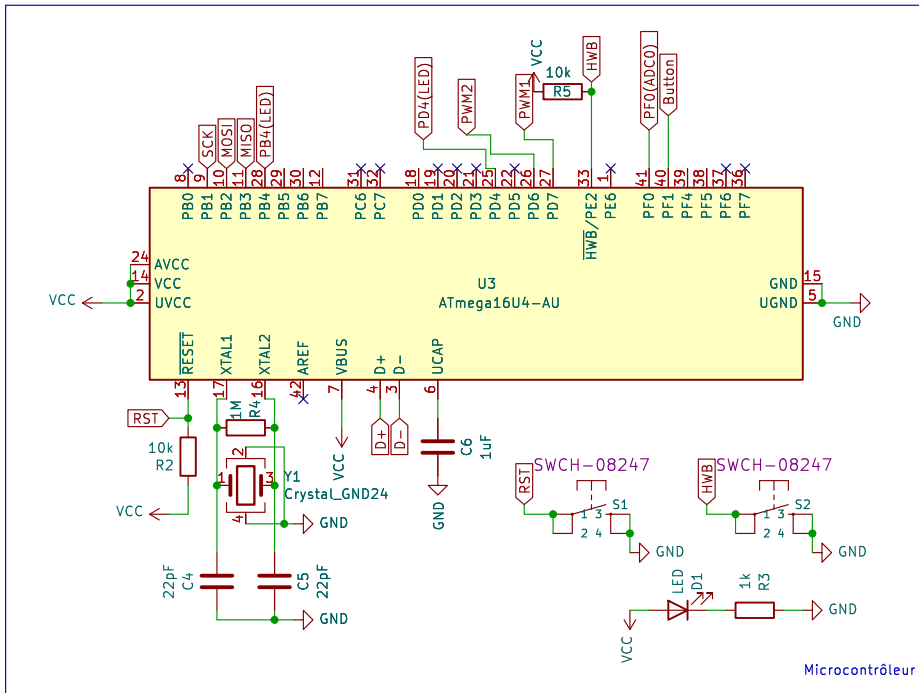 SCK
MOSI
MISO
PB4(LED)
PD4(LED)
PWM2
PWM1
VCC
10k
R5
HWB
PF0(ADC0)
Button
8
9
10
11
28
29
30
12
31
32
18
19
20
21
25
22
26
27
33
1
41
40
39
38
37
36
PB0
PB1
PB2
PB3
PB4
PB5
PB6
PB7
PC6
PC7
PD0
PD1
PD2
PD3
PD4
PD5
PD6
PD7
HWB/PE2
PE6
PF0
PF1
PF4
PF5
PF6
PF7
24 AVCC
14 VCC
2 UVCC
VCC
U3
ATmega16U4-AU
GND 15
UGND 5
GND
RESET
XTAL1
XTAL2
AREF
VBUS
D+
D-
UCAP
13
17
16
42
7
4
3
6
RST
10k
R2
VCC
1M
R4
2
1
3
4
Y1
Crystal_GND24
GND
22pF
C4
C5
22pF
GND
VCC
D+
D-
C6
1uF
GND
SWCH-08247
RST
S1
1 3
2 4
GND
SWCH-08247
HWB
S2
1 3
2 4
GND
LED
D1
1k
R3
GND
VCC
Microcontrôleur